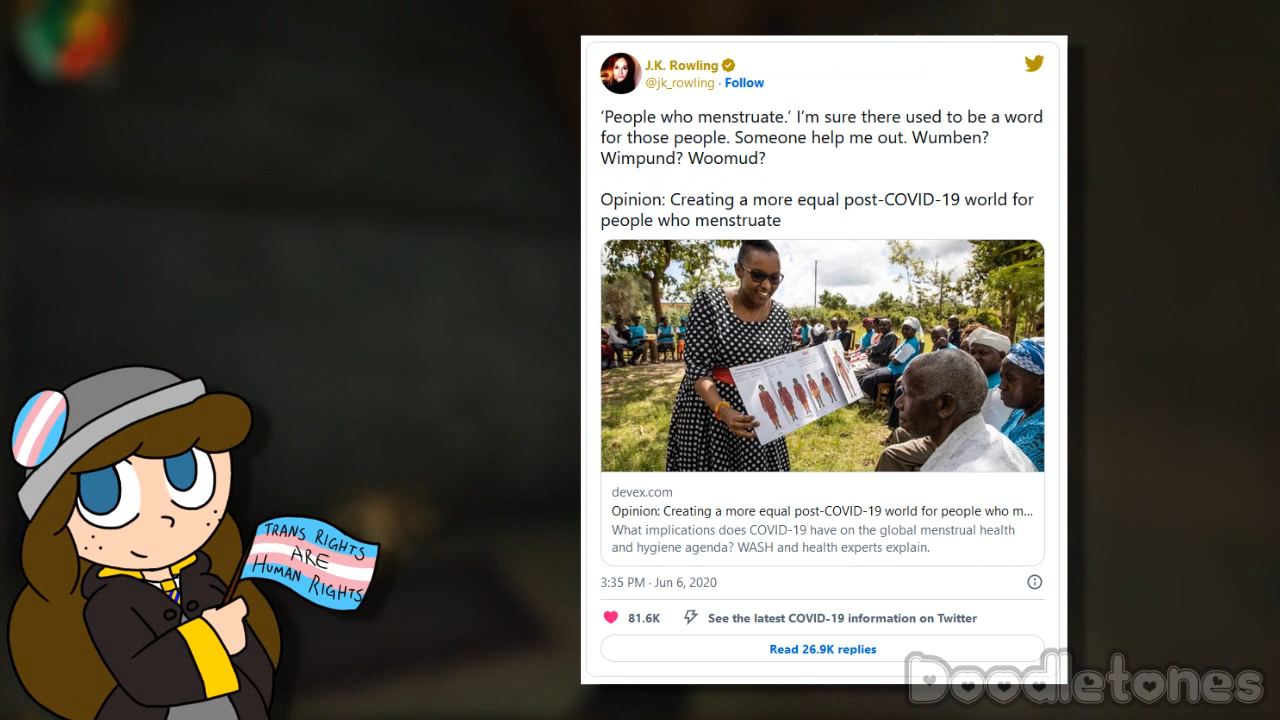 J.K. Rowling
@jk_rowling · Follow
‘People who menstruate.’ I’m sure there used to be a word
for those people. Someone help me out. Wumben?
Wimpund? Woomud?
Opinion: Creating a more equal post-COVID-19 world for
people who menstruate
devex.com
Opinion: Creating a more equal post-COVID-19 world for people who m...
What implications does COVID-19 have on the global menstrual health
and hygiene agenda? WASH and health experts explain.
3:35 PM · Jun 6, 2020
81.6K See the latest COVID-19 information on Twitter
Read 26.9K replies
TRANS RIGHTS
ARE
HUMAN RIGHTS
Doodletones